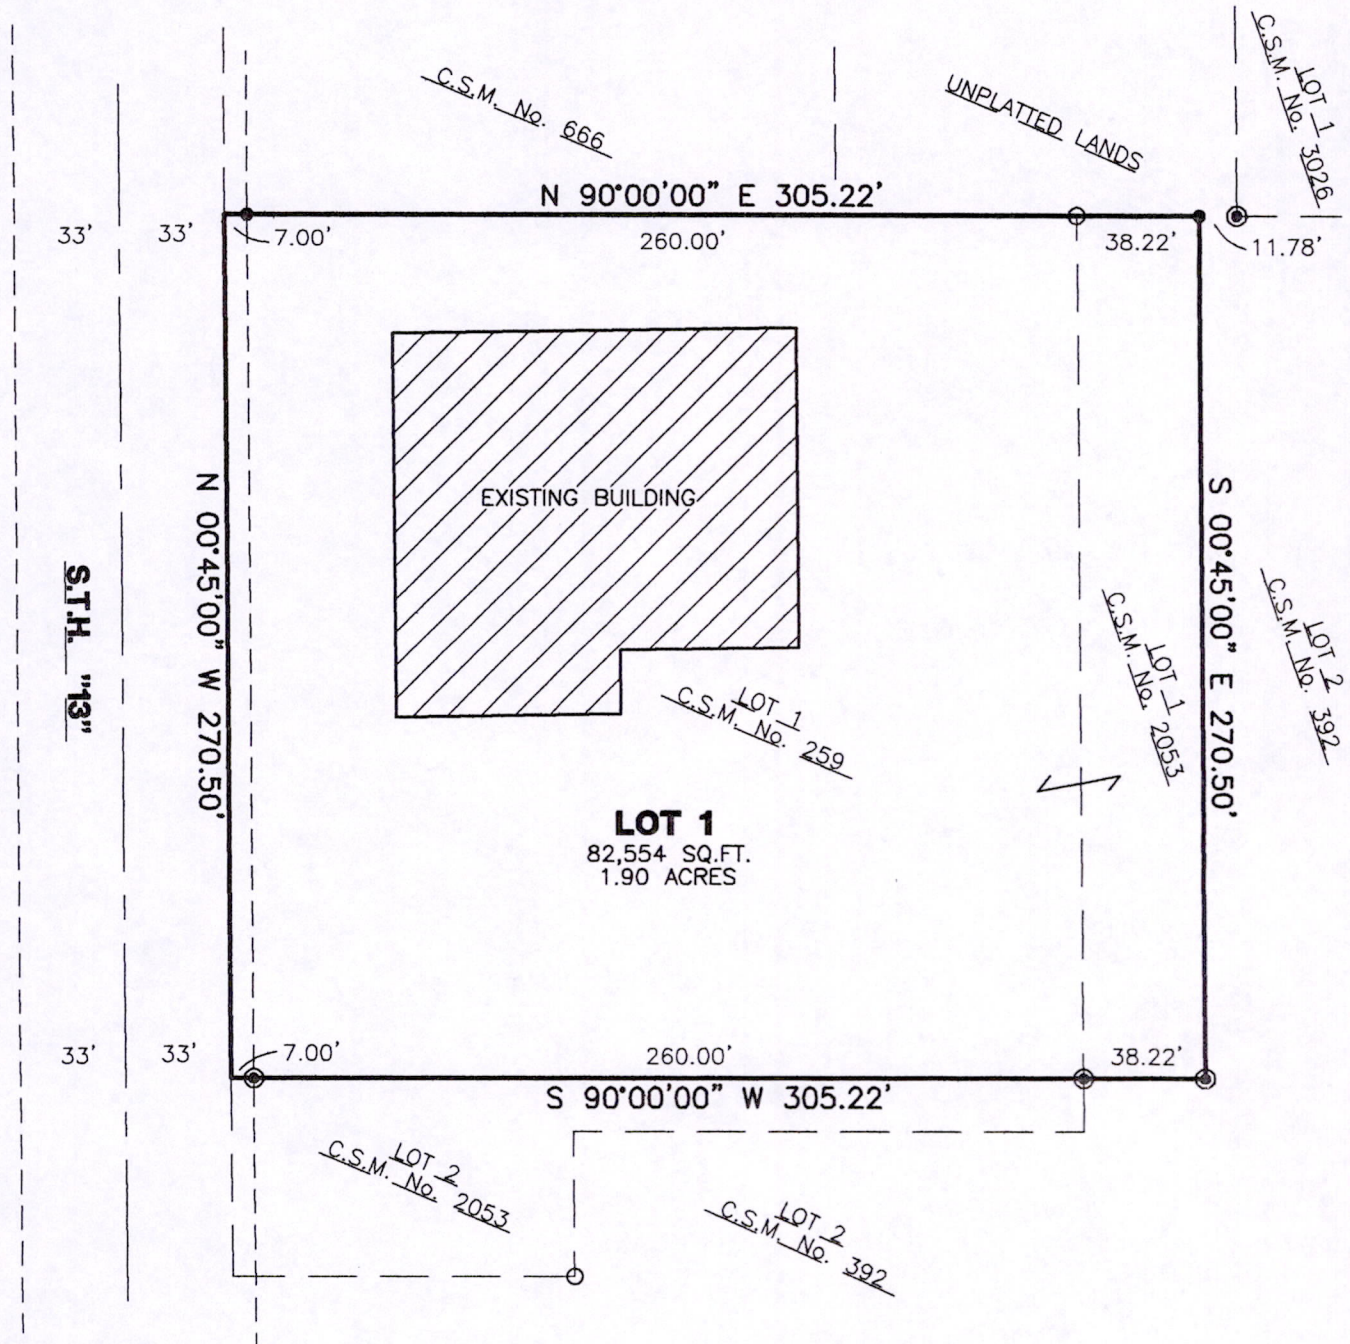 C.S.M. No. 666
UNPLATTED LANDS
LOT 1
C.S.M. No. 3026
N 90°00'00" E 305.22'
33'
33'
7.00'
260.00'
38.22'
11.78'
EXISTING BUILDING
N 00°45'00" W 270.50'
S 00°45'00" E 270.50'
S.T.H. "13"
LOT 1
C.S.M. No. 2053
LOT 2
C.S.M. No. 392
LOT 1
C.S.M. No. 259
LOT 1
82,554 SQ.FT.
1.90 ACRES
33'
33'
7.00'
260.00'
38.22'
S 90°00'00" W 305.22'
LOT 2
C.S.M. No. 2053
LOT 2
C.S.M. No. 392